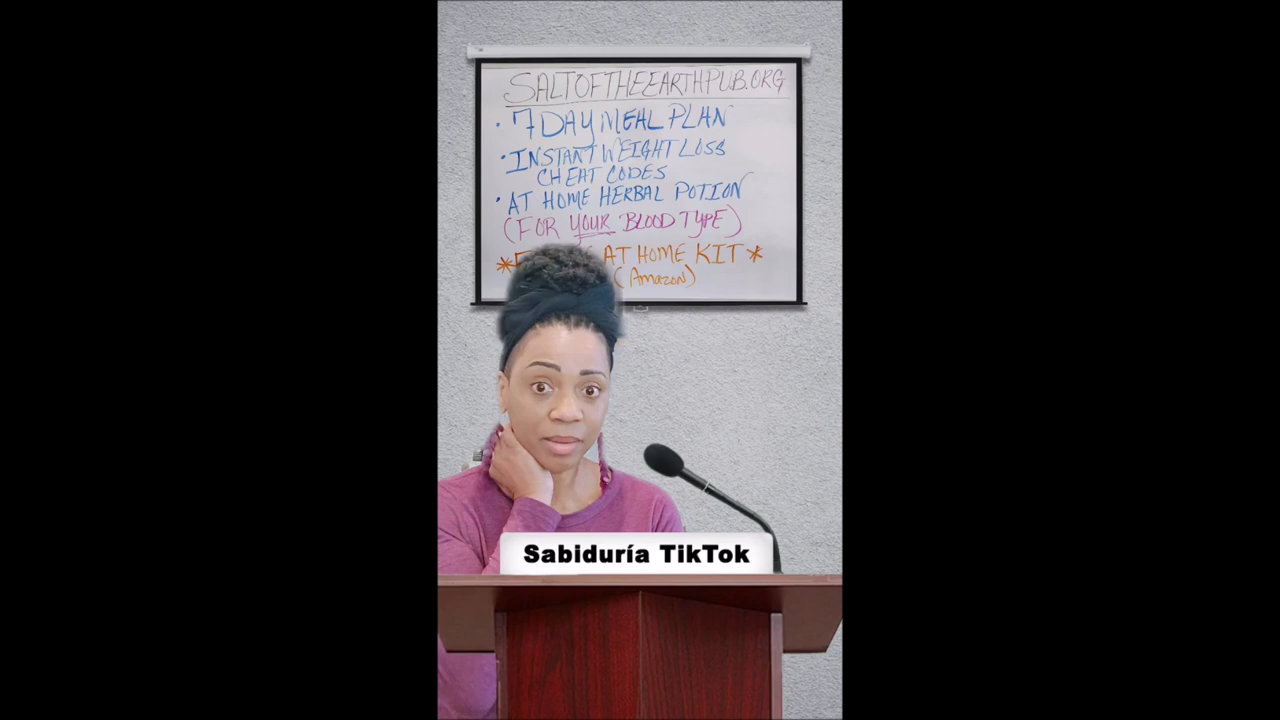 SALTOFTHEEARTHPUB.ORG
• 7 DAY MEAL PLAN
• INSTANT WEIGHT LOSS
CHEAT CODES
• AT HOME HERBAL POTION
(FOR YOUR BLOOD TYPE)
AT HOME KIT *
(Amazon)
Sabiduría TikTok